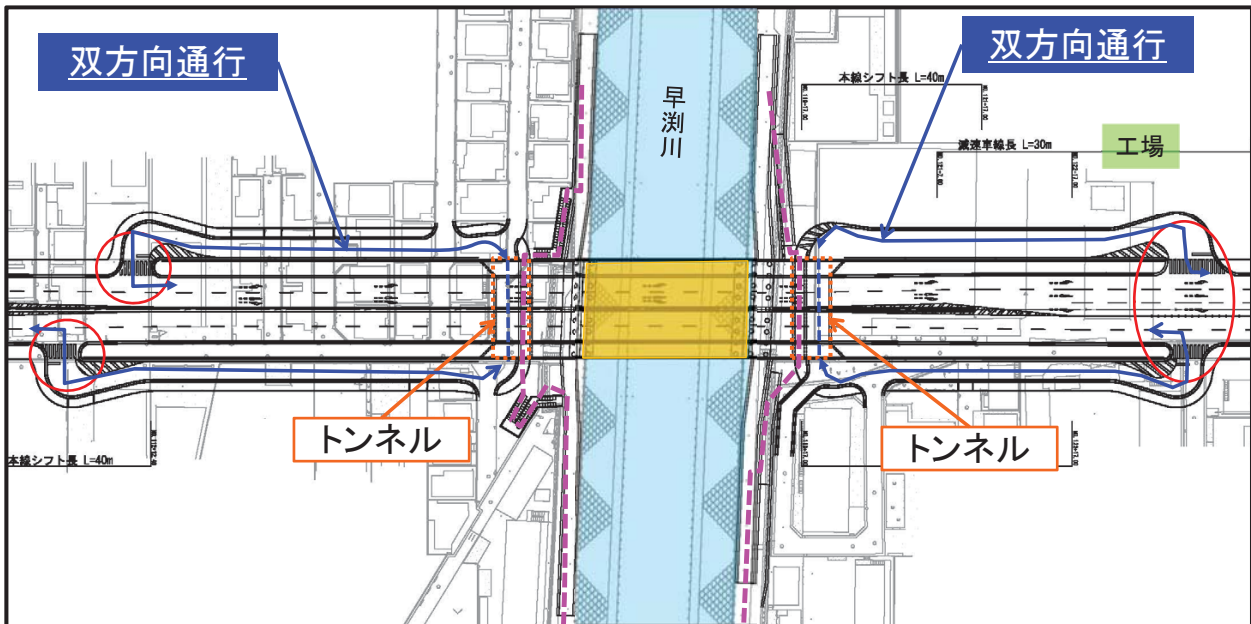 双方向通行
双方向通行
早渕川
本線シフト長 L=40m
減速車線長 L=30m
工場
トンネル
トンネル
本線シフト長 L=40m